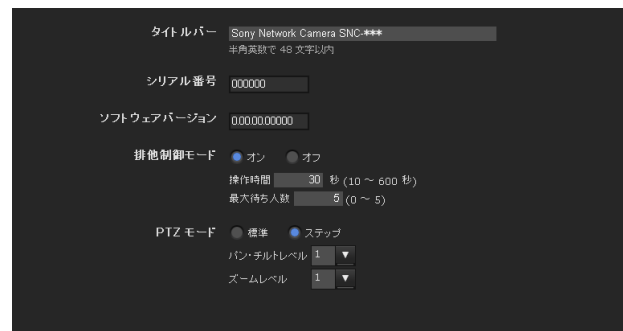 タイトルバー Sony Network Camera SNC-***
半角英数で 48 文字以内
シリアル番号 000000
ソフトウェアバージョン 0.00.00.00000
排他制御モード オン オフ
操作時間 30 秒 (10 ~ 600 秒)
最大待ち人数 5 (0 ~ 5)
PTZ モード 標準 ステップ
パン・チルトレベル 1
ズームレベル 1